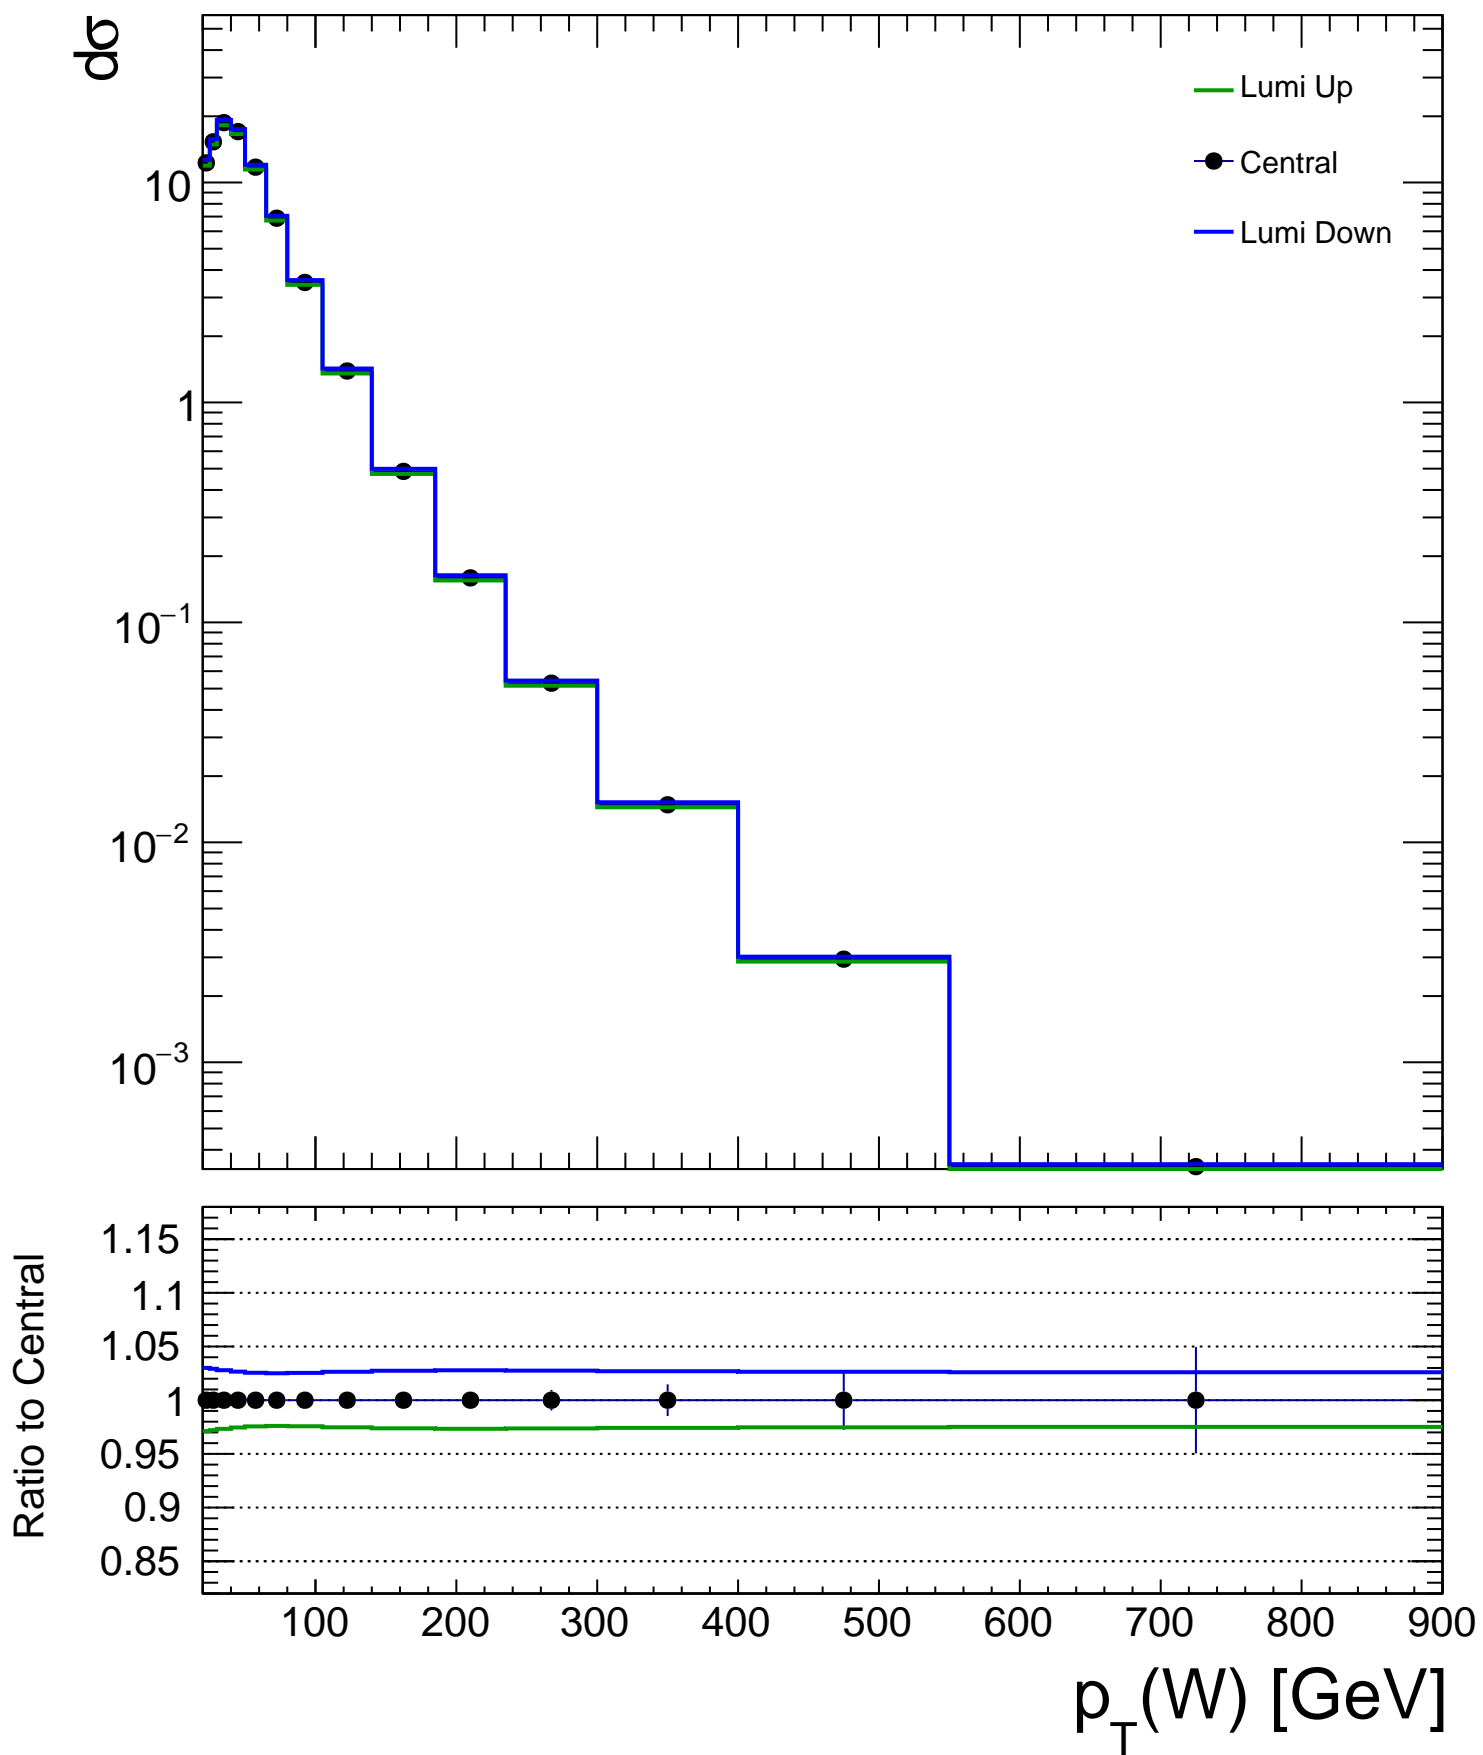 dσ
Lumi Up
Central
Lumi Down
10
1
10⁻¹
10⁻²
10⁻³
Ratio to Central
1.15
1.1
1.05
1
0.95
0.9
0.85
100 200 300 400 500 600 700 800 900
p_T(W) [GeV]